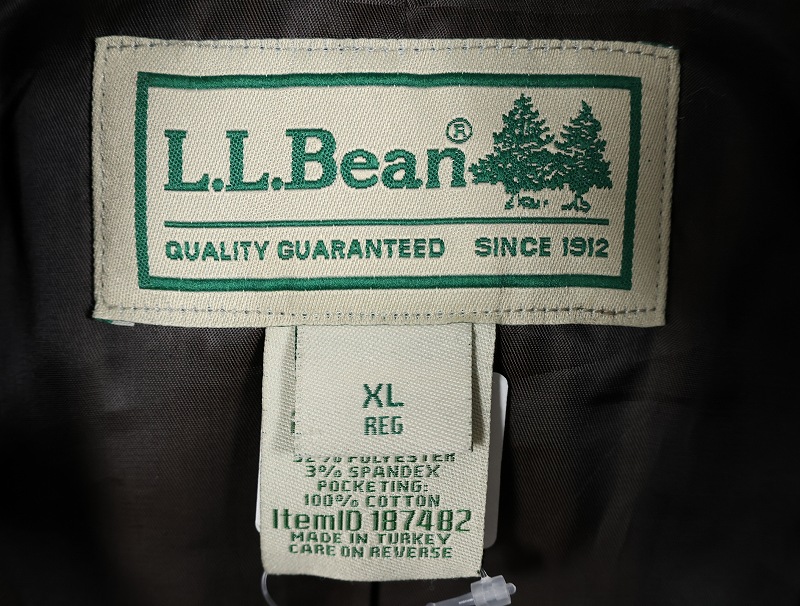 L.L.Bean®
QUALITY GUARANTEED SINCE 1912
XL
REG
POLYESTER
3% SPANDEX
POCKETING:
100% COTTON
ItemID 187482
MADE IN TURKEY
CARE ON REVERSE